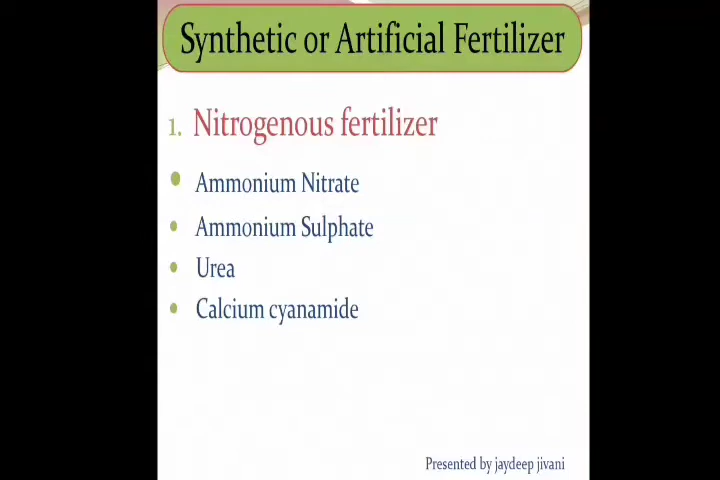 Synthetic or Artificial Fertilizer
1. Nitrogenous fertilizer
• Ammonium Nitrate
• Ammonium Sulphate
• Urea
• Calcium cyanamide
Presented by jaydeep jivani